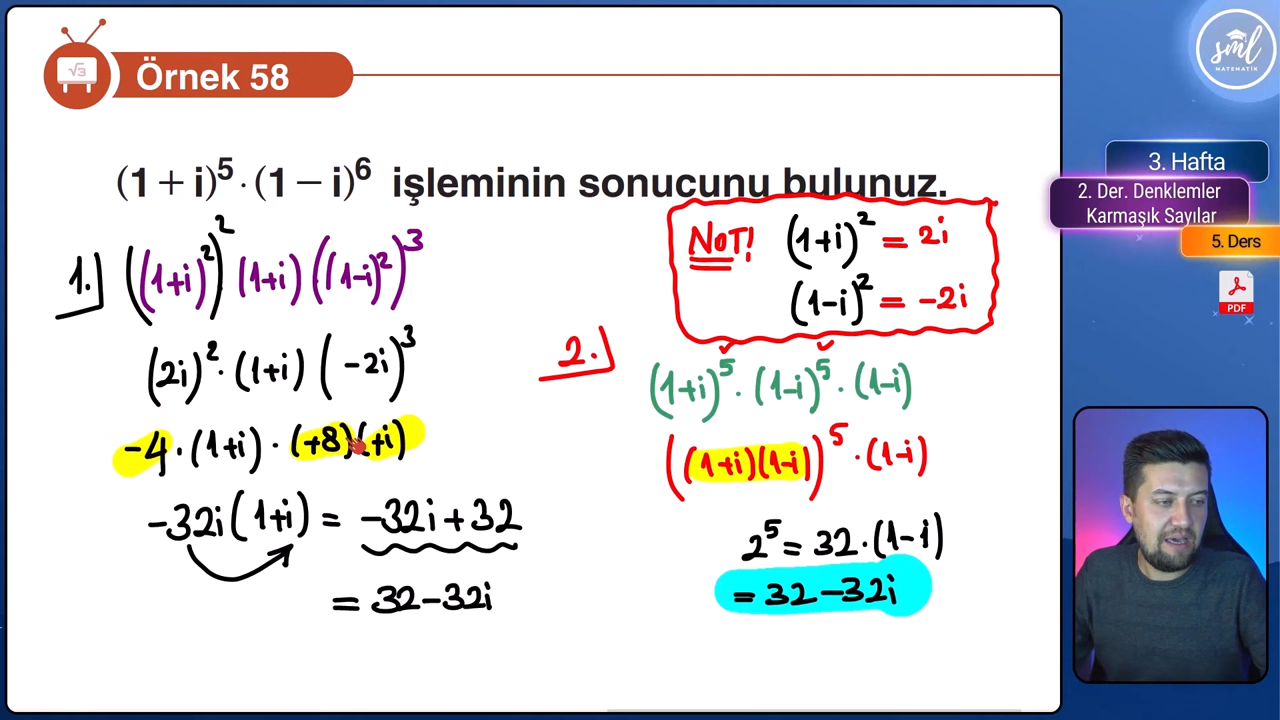 √3
Örnek 58
(1+i)⁵·(1−i)⁶ işleminin sonucunu bulunuz.
1. ((1+i)²)² (1+i) · ((1-i)²)³
(2i)² · (1+i) (-2i)³
-4 · (1+i) · (+8)(+i)
-32i(1+i) = -32i+32
= 32-32i
NOT! (1+i)² = 2i
(1-i)² = -2i
2.
(1+i)⁵ · (1-i)⁵ · (1-i)
((1+i)(1-i))⁵ · (1-i)
2⁵ = 32 · (1-i)
= 32-32i
sml
MATEMATİK
3. Hafta
2. Der. Denklemler
Karmaşık Sayılar
5. Ders
PDF